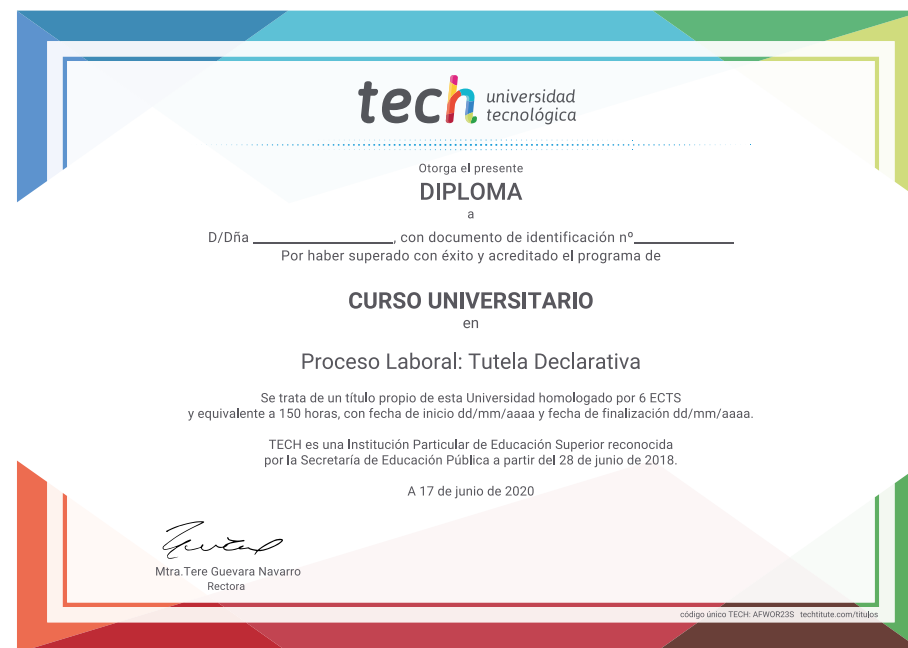 tech universidad
tecnológica
Otorga el presente
DIPLOMA
a
D/Dña ____________________, con documento de identificación nº______________
Por haber superado con éxito y acreditado el programa de
CURSO UNIVERSITARIO
en
Proceso Laboral: Tutela Declarativa
Se trata de un título propio de esta Universidad homologado por 6 ECTS
y equivalente a 150 horas, con fecha de inicio dd/mm/aaaa y fecha de finalización dd/mm/aaaa.
TECH es una Institución Particular de Educación Superior reconocida
por la Secretaría de Educación Pública a partir del 28 de junio de 2018.
A 17 de junio de 2020
Mtra.Tere Guevara Navarro
Rectora
código único TECH: AFWOR23S techtitute.com/titulos